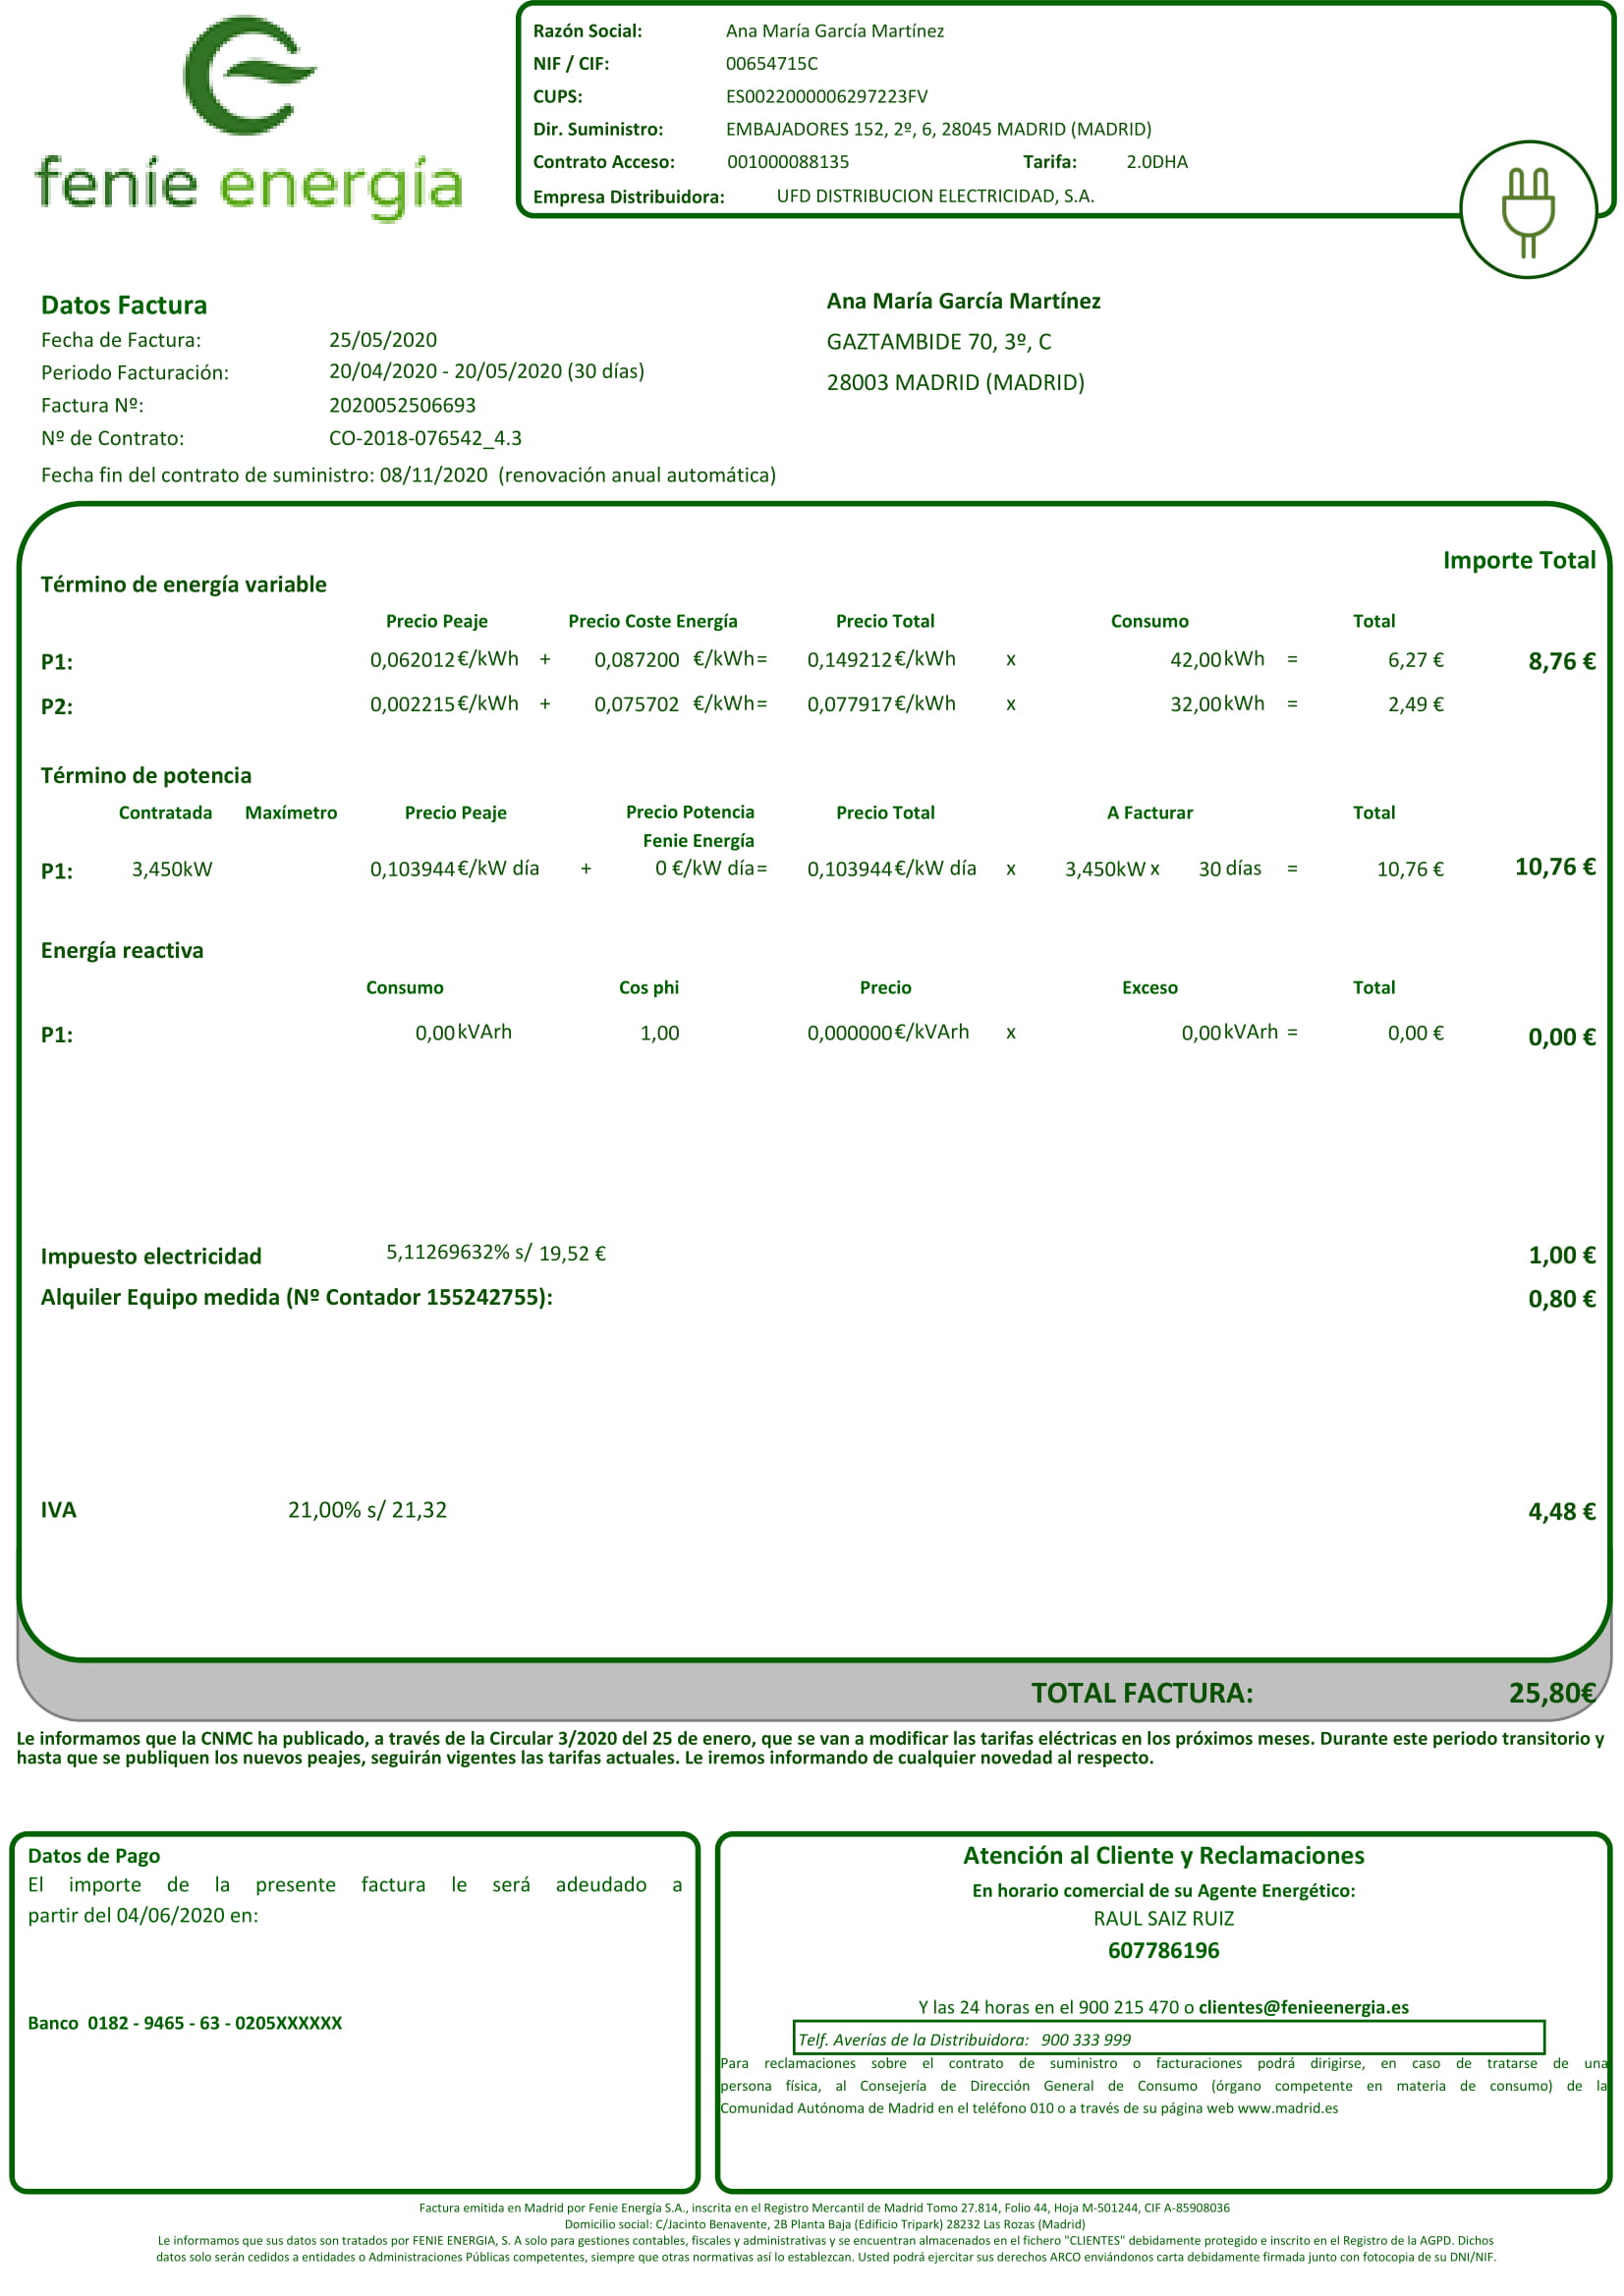 feníe energía
Razón Social: Ana María García Martínez
NIF / CIF: 00654715C
CUPS: ES0022000006297223FV
Dir. Suministro: EMBAJADORES 152, 2º, 6, 28045 MADRID (MADRID)
Contrato Acceso: 001000088135 Tarifa: 2.0DHA
Empresa Distribuidora: UFD DISTRIBUCION ELECTRICIDAD, S.A.
Datos Factura
Fecha de Factura: 25/05/2020
Periodo Facturación: 20/04/2020 - 20/05/2020 (30 días)
Factura Nº: 2020052506693
Nº de Contrato: CO-2018-076542_4.3
Fecha fin del contrato de suministro: 08/11/2020 (renovación anual automática)
Ana María García Martínez
GAZTAMBIDE 70, 3º, C
28003 MADRID (MADRID)
Importe Total
Término de energía variable
Precio Peaje Precio Coste Energía Precio Total Consumo Total
P1: 0,062012€/kWh + 0,087200 €/kWh= 0,149212€/kWh x 42,00kWh = 6,27 € 8,76 €
P2: 0,002215€/kWh + 0,075702 €/kWh= 0,077917€/kWh x 32,00kWh = 2,49 €
Término de potencia
Contratada Maxímetro Precio Peaje Precio Potencia Precio Total A Facturar Total
Fenie Energía
P1: 3,450kW 0,103944€/kW día + 0 €/kW día= 0,103944€/kW día x 3,450kW x 30 días = 10,76 € 10,76 €
Energía reactiva
Consumo Cos phi Precio Exceso Total
P1: 0,00kVArh 1,00 0,000000€/kVArh x 0,00kVArh = 0,00 € 0,00 €
Impuesto electricidad 5,11269632% s/ 19,52 € 1,00 €
Alquiler Equipo medida (Nº Contador 155242755): 0,80 €
IVA 21,00% s/ 21,32 4,48 €
TOTAL FACTURA: 25,80€
Le informamos que la CNMC ha publicado, a través de la Circular 3/2020 del 25 de enero, que se van a modificar las tarifas eléctricas en los próximos meses. Durante este periodo transitorio y
hasta que se publiquen los nuevos peajes, seguirán vigentes las tarifas actuales. Le iremos informando de cualquier novedad al respecto.
Datos de Pago
El importe de la presente factura le será adeudado a
partir del 04/06/2020 en:
Banco 0182 - 9465 - 63 - 0205XXXXXX
Atención al Cliente y Reclamaciones
En horario comercial de su Agente Energético:
RAUL SAIZ RUIZ
607786196
Y las 24 horas en el 900 215 470 o clientes@fenieenergia.es
Telf. Averías de la Distribuidora: 900 333 999
Para reclamaciones sobre el contrato de suministro o facturaciones podrá dirigirse, en caso de tratarse de una
persona física, al Consejería de Dirección General de Consumo (órgano competente en materia de consumo) de la
Comunidad Autónoma de Madrid en el teléfono 010 o a través de su página web www.madrid.es
Factura emitida en Madrid por Fenie Energía S.A., inscrita en el Registro Mercantil de Madrid Tomo 27.814, Folio 44, Hoja M-501244, CIF A-85908036
Domicilio social: C/Jacinto Benavente, 2B Planta Baja (Edificio Tripark) 28232 Las Rozas (Madrid)
Le informamos que sus datos son tratados por FENIE ENERGIA, S. A solo para gestiones contables, fiscales y administrativas y se encuentran almacenados en el fichero "CLIENTES" debidamente protegido e inscrito en el Registro de la AGPD. Dichos
datos solo serán cedidos a entidades o Administraciones Públicas competentes, siempre que otras normativas así lo establezcan. Usted podrá ejercitar sus derechos ARCO enviándonos carta debidamente firmada junto con fotocopia de su DNI/NIF.